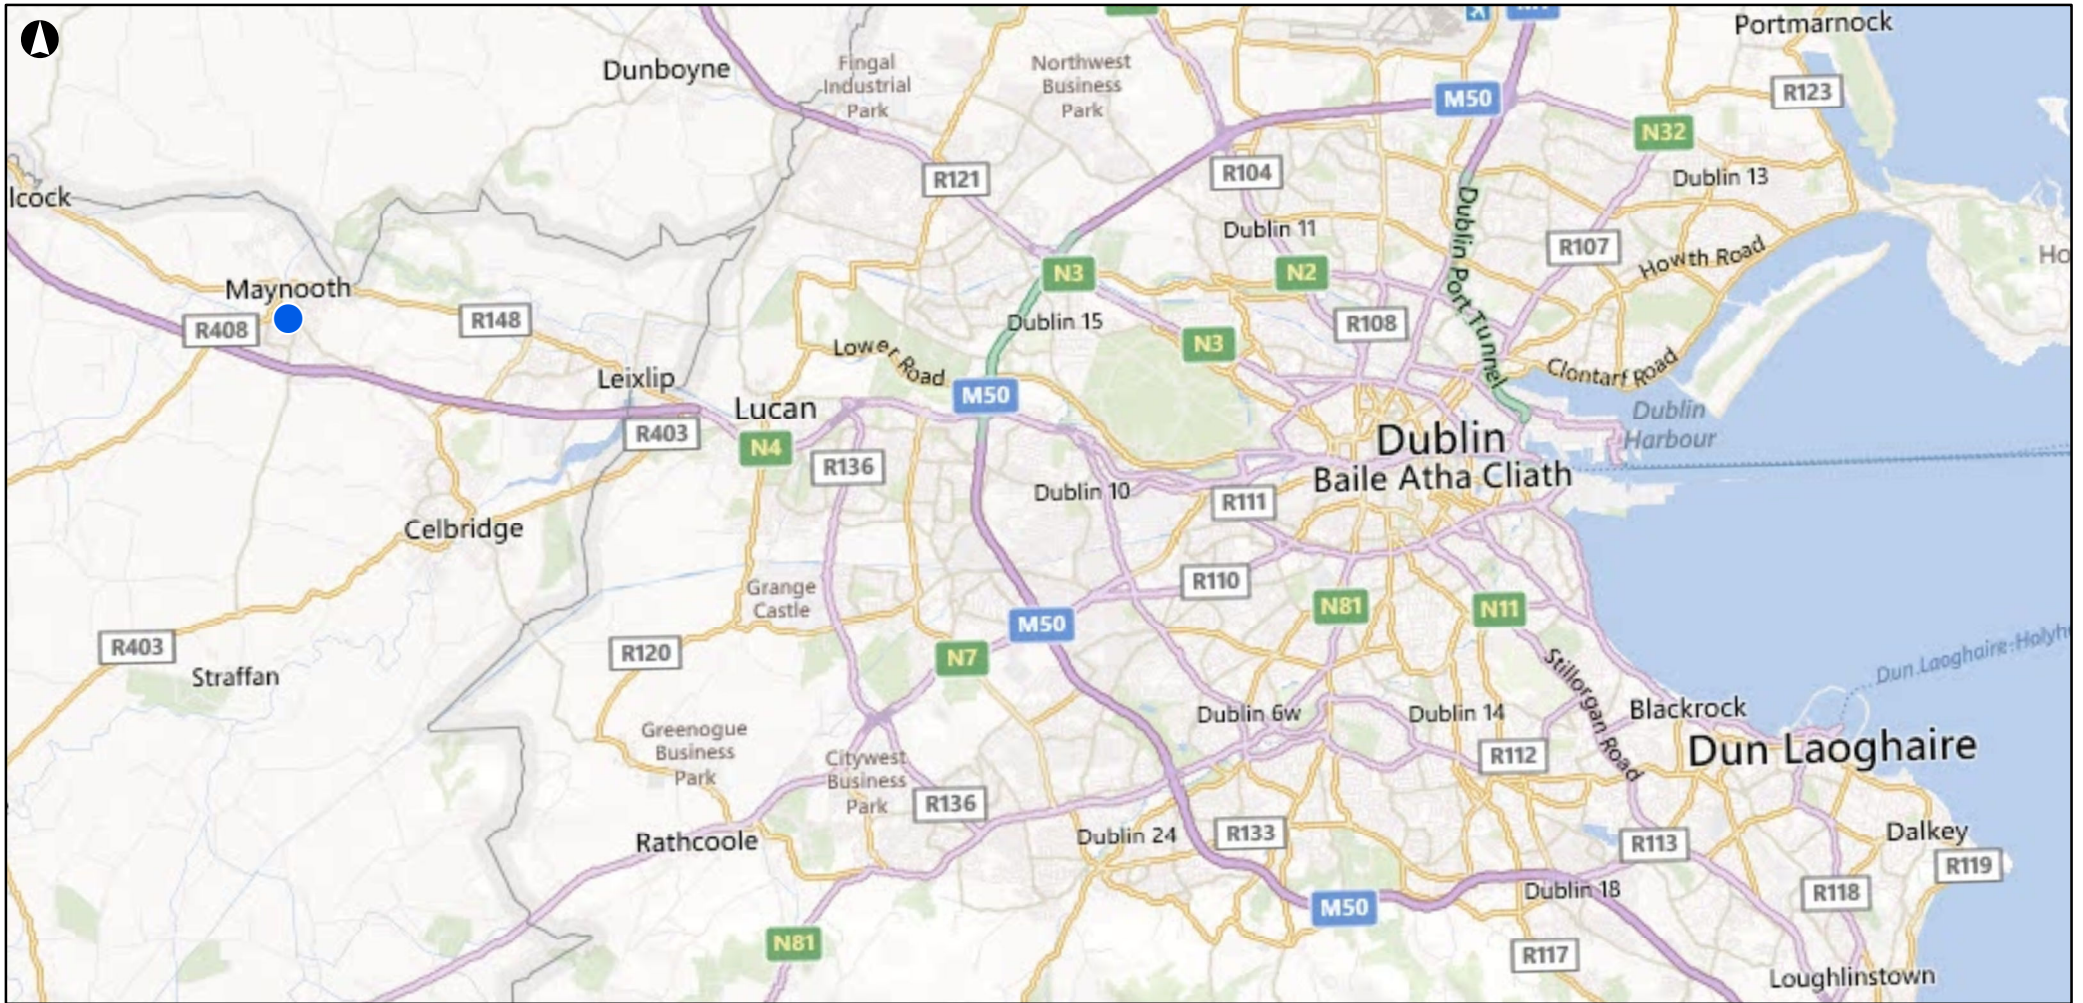 Portmarnock
Dunboyne
Fingal
Industrial
Park
Northwest
Business
Park
M50
R123
N32
R121
R104
Dublin 13
lcock
Dublin 11
R107
Howth Road
Ho
Dublin Port Tunnel
N3
N2
Maynooth
R408
R148
Dublin 15
R108
N3
Lower Road
Clontarf Road
Leixlip
M50
Lucan
Dublin
Harbour
R403
N4
R136
Dublin
Baile Atha Cliath
Dublin 10
R111
Celbridge
Grange
Castle
R110
N81
N11
M50
R403
R120
N7
Straffan
Stillorgan Road
Dun Laoghaire-Holyh
Blackrock
Dublin 6w
Dublin 14
Greenogue
Business
Park
Citywest
Business
Park
Dun Laoghaire
R112
R136
Rathcoole
Dublin 24
R133
R113
Dalkey
R119
Dublin 18
R118
M50
N81
R117
Loughlinstown